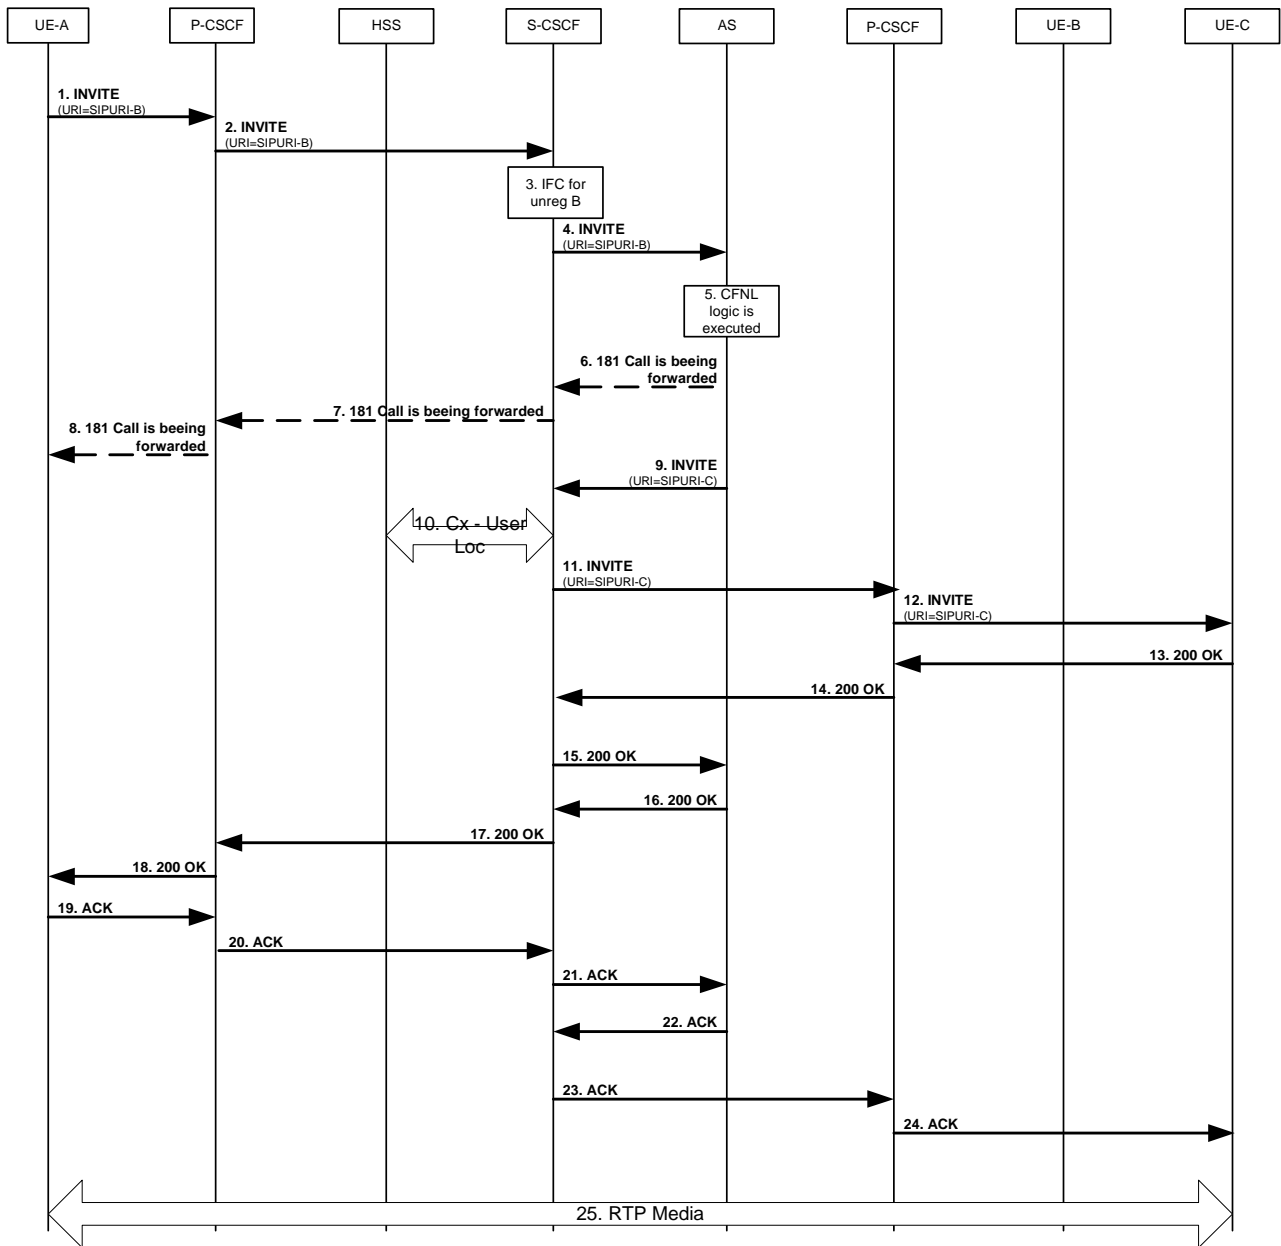 UE-A
P-CSCF
HSS
S-CSCF
AS
P-CSCF
UE-B
UE-C
1. INVITE
(URI=SIPURI-B)
2. INVITE
(URI=SIPURI-B)
3. IFC for
unreg B
4. INVITE
(URI=SIPURI-B)
5. CFNL
logic is
executed
6. 181 Call is beeing
forwarded
7. 181 Call is beeing forwarded
8. 181 Call is beeing
forwarded
9. INVITE
(URI=SIPURI-C)
10. Cx - User
Loc
11. INVITE
(URI=SIPURI-C)
12. INVITE
(URI=SIPURI-C)
13. 200 OK
14. 200 OK
15. 200 OK
16. 200 OK
17. 200 OK
18. 200 OK
19. ACK
20. ACK
21. ACK
22. ACK
23. ACK
24. ACK
25. RTP Media